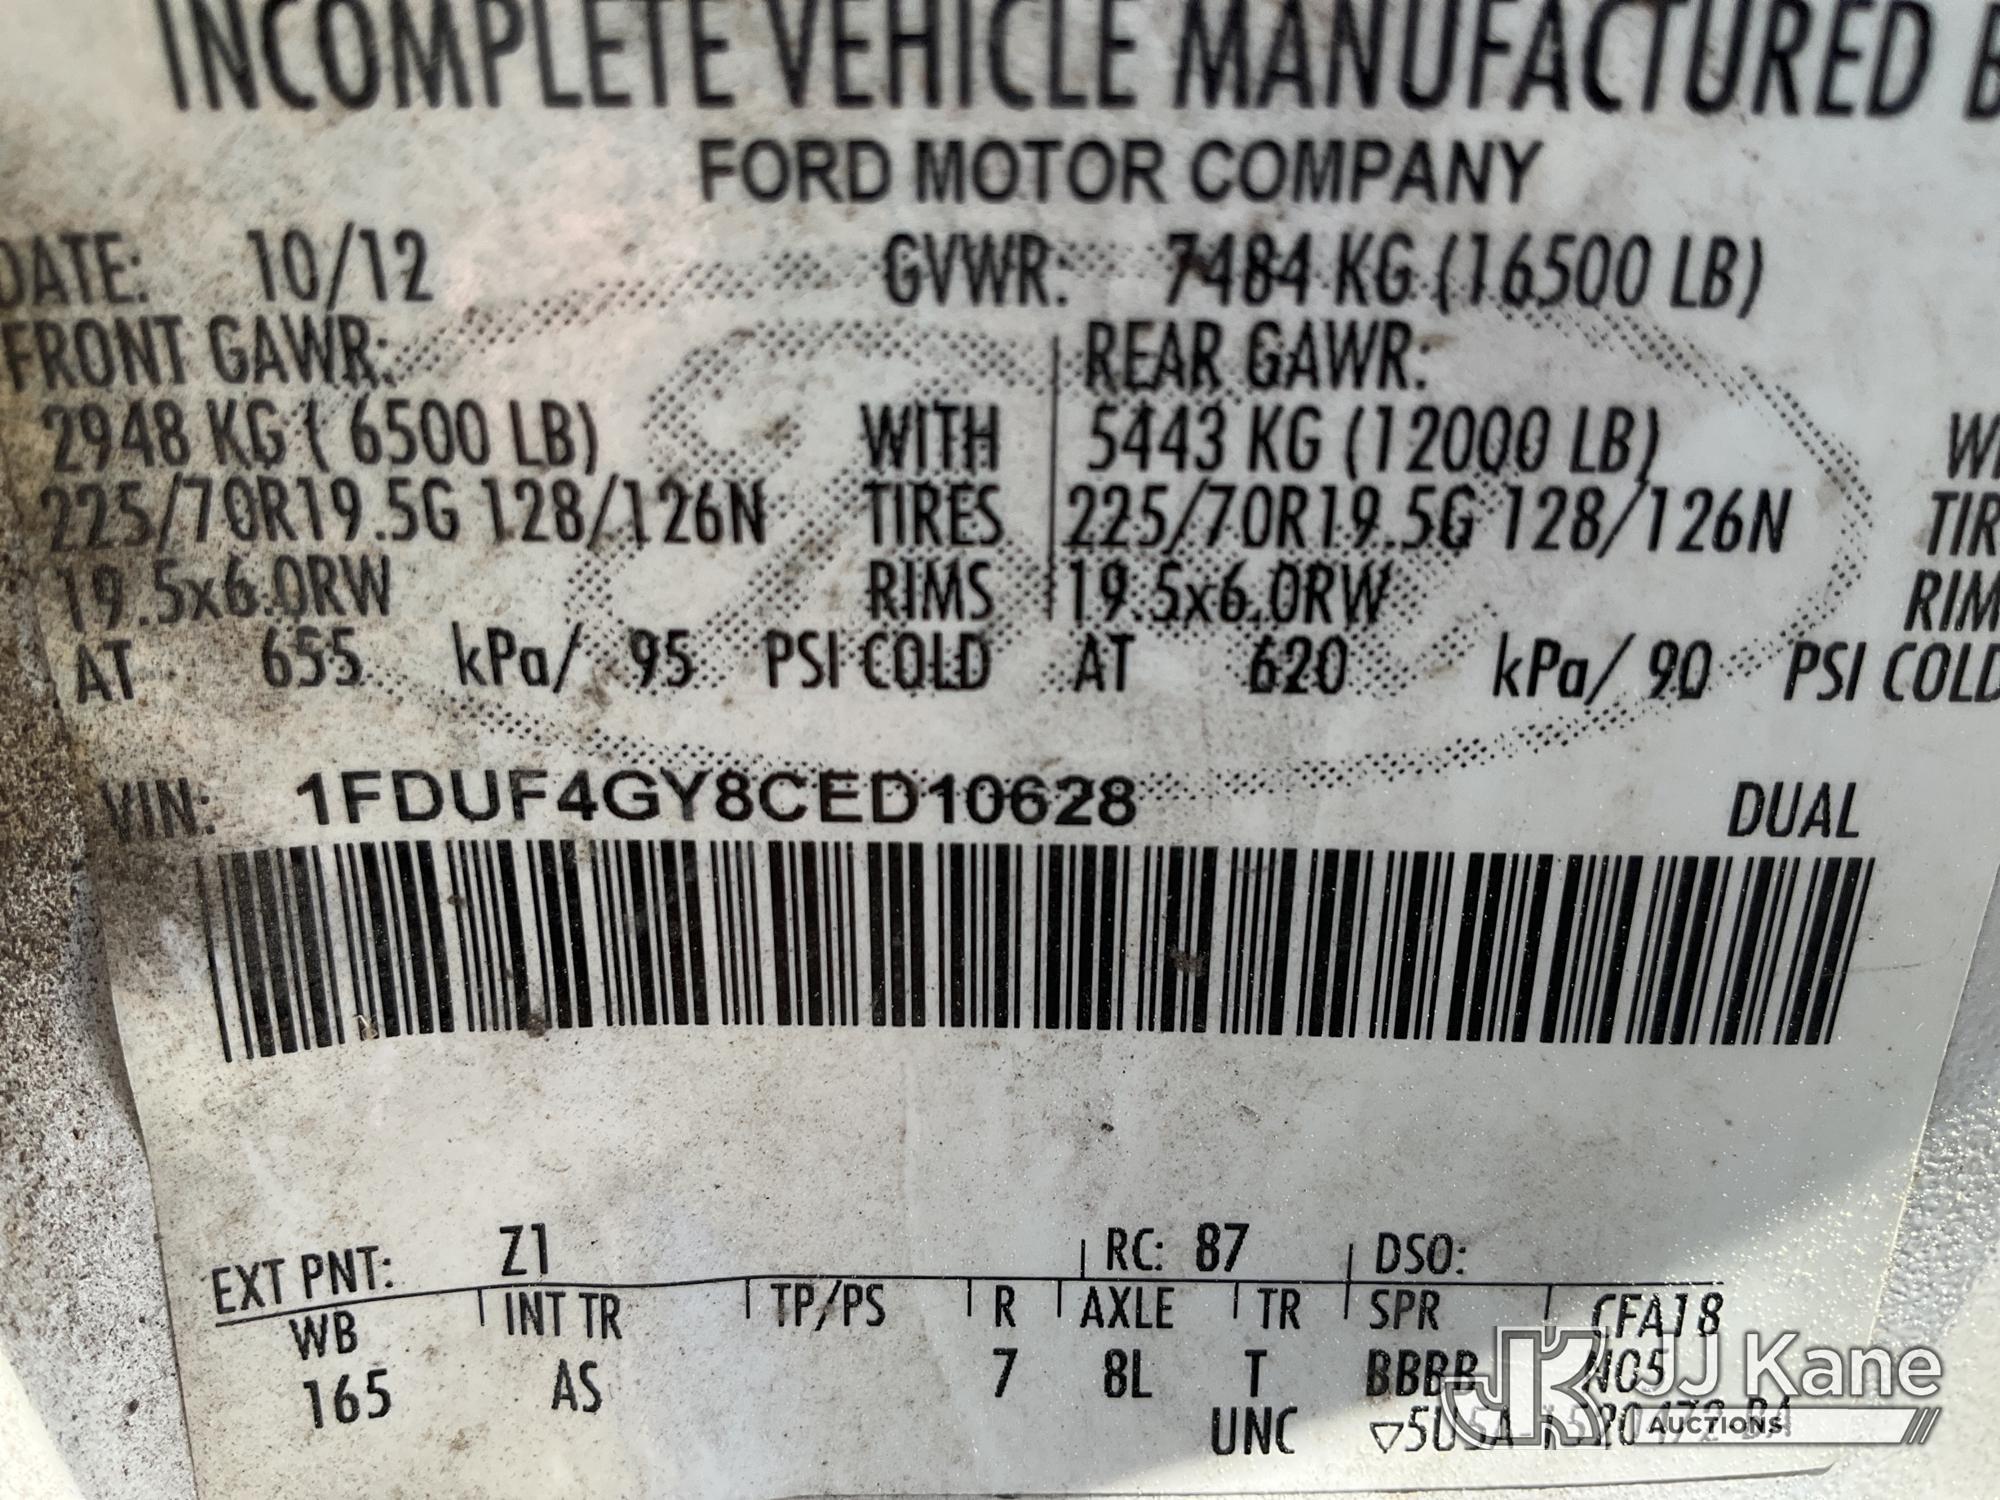 INCOMPLETE VEHICLE MANUFACTURED B
FORD MOTOR COMPANY
DATE: 10/12 GVWR: 7484 KG (16500 LB)
FRONT GAWR: REAR GAWR:
2948 KG ( 6500 LB) WITH 5443 KG (12000 LB) WI
225/70R19.5G 128/126N TIRES 225/70R19.5G 128/126N TIR
19.5x6.0RW RIMS 19.5x6.0RW RIM
AT 655 kPa/ 95 PSI COLD AT 620 kPa/ 90 PSI COLD
VIN: 1FDUF4GY8CED10628 DUAL
EXT PNT: Z1 RC: 87 DSO:
WB INT TR TP/PS R AXLE TR SPR CFA18
165 AS 7 8L T BBBB N05
UNC
JJ Kane
AUCTIONS